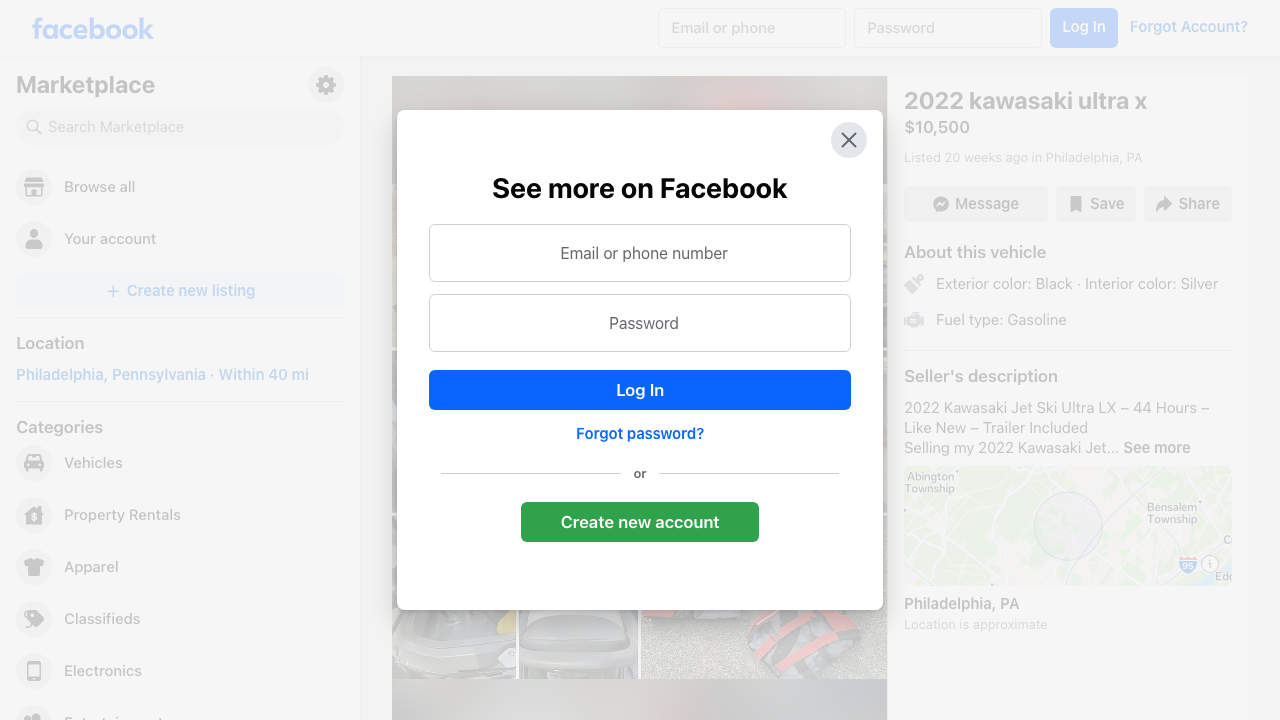 facebook
Email or phone
Password
Log In
Forgot Account?
Marketplace
Search Marketplace
Browse all
Your account
Create new listing
Location
Philadelphia, Pennsylvania · Within 40 mi
Categories
Vehicles
Property Rentals
Apparel
Classifieds
Electronics
See more on Facebook
Email or phone number
Password
Log In
Forgot password?
or
Create new account
2022 kawasaki ultra x
$10,500
Listed 20 weeks ago in Philadelphia, PA
Message
Save
Share
About this vehicle
Exterior color: Black · Interior color: Silver
Fuel type: Gasoline
Seller's description
2022 Kawasaki Jet Ski Ultra LX – 44 Hours –
Like New – Trailer Included
Selling my 2022 Kawasaki Jet... See more
Abington
Township
Bensalem
Township
95
Philadelphia, PA
Location is approximate